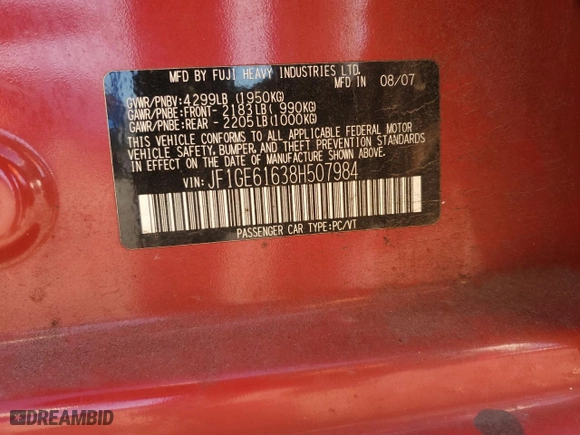 MFD BY FUJI HEAVY INDUSTRIES LTD.
MFD IN 08/07
GVWR/PNBV:4299LB (1950KG)
GAWR/PNBE:FRONT- 2183LB( 990KG)
GAWR/PNBE:REAR - 2205LB(1000KG)
THIS VEHICLE CONFORMS TO ALL APPLICABLE FEDERAL MOTOR
VEHICLE SAFETY, BUMPER, AND THEFT PREVENTION STANDARDS
IN EFFECT ON THE DATE OF MANUFACTURE SHOWN ABOVE.
VIN: JF1GE61638H507984
PASSENGER CAR TYPE:PC/VT
DREAMBID